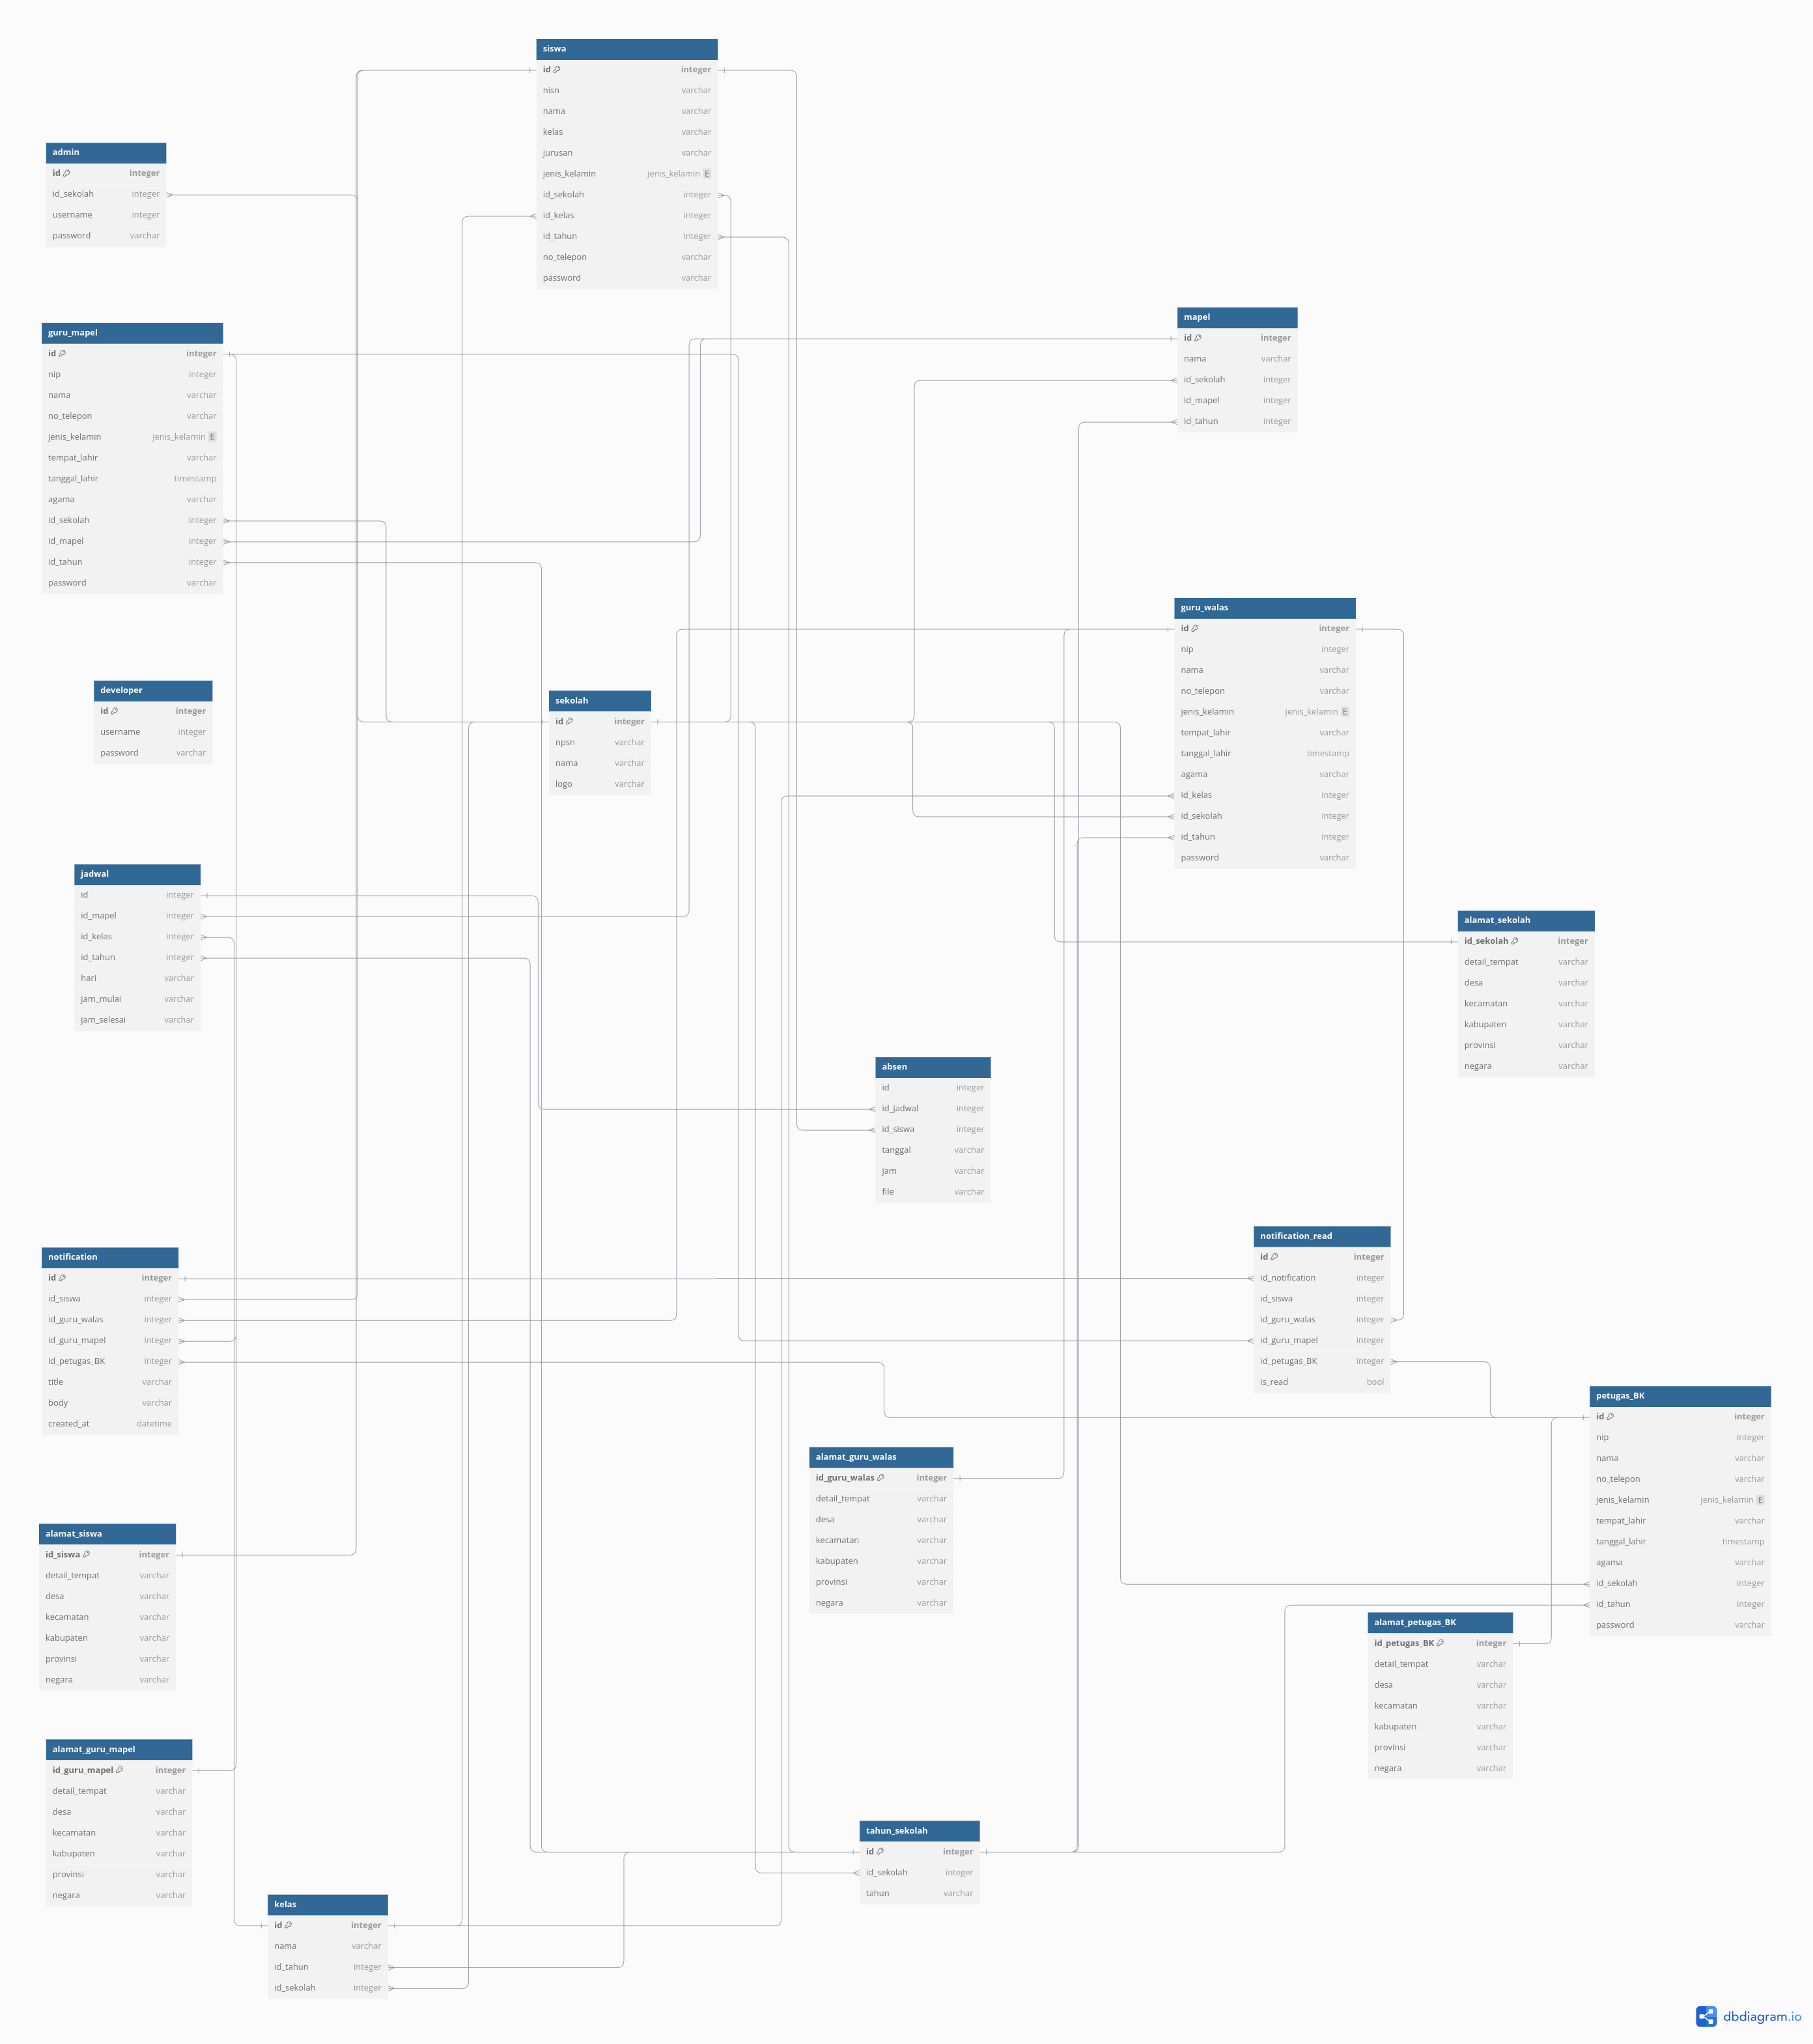 siswa
id integer
nisn varchar
nama varchar
kelas varchar
jurusan varchar
jenis_kelamin jenis_kelamin E
id_sekolah integer
id_kelas integer
id_tahun integer
no_telepon varchar
password varchar
admin
id integer
id_sekolah integer
username integer
password varchar
guru_mapel
id integer
nip integer
nama varchar
no_telepon varchar
jenis_kelamin jenis_kelamin E
tempat_lahir varchar
tanggal_lahir timestamp
agama varchar
id_sekolah integer
id_mapel integer
id_tahun integer
password varchar
mapel
id integer
nama varchar
id_sekolah integer
id_mapel integer
id_tahun integer
guru_walas
id integer
nip integer
nama varchar
no_telepon varchar
jenis_kelamin jenis_kelamin E
tempat_lahir varchar
tanggal_lahir timestamp
agama varchar
id_kelas integer
id_sekolah integer
id_tahun integer
password varchar
developer
id integer
username integer
password varchar
sekolah
id integer
npsn varchar
nama varchar
logo varchar
jadwal
id integer
id_mapel integer
id_kelas integer
id_tahun integer
hari varchar
jam_mulai varchar
jam_selesai varchar
alamat_sekolah
id_sekolah integer
detail_tempat varchar
desa varchar
kecamatan varchar
kabupaten varchar
provinsi varchar
negara varchar
absen
id integer
id_jadwal integer
id_siswa integer
tanggal varchar
jam varchar
file varchar
notification
id integer
id_siswa integer
id_guru_walas integer
id_guru_mapel integer
id_petugas_BK integer
title varchar
body varchar
created_at datetime
notification_read
id integer
id_notification integer
id_siswa integer
id_guru_walas integer
id_guru_mapel integer
id_petugas_BK integer
is_read bool
petugas_BK
id integer
nip integer
nama varchar
no_telepon varchar
jenis_kelamin jenis_kelamin E
tempat_lahir varchar
tanggal_lahir timestamp
agama varchar
id_sekolah integer
id_tahun integer
password varchar
alamat_guru_walas
id_guru_walas integer
detail_tempat varchar
desa varchar
kecamatan varchar
kabupaten varchar
provinsi varchar
negara varchar
alamat_siswa
id_siswa integer
detail_tempat varchar
desa varchar
kecamatan varchar
kabupaten varchar
provinsi varchar
negara varchar
alamat_petugas_BK
id_petugas_BK integer
detail_tempat varchar
desa varchar
kecamatan varchar
kabupaten varchar
provinsi varchar
negara varchar
alamat_guru_mapel
id_guru_mapel integer
detail_tempat varchar
desa varchar
kecamatan varchar
kabupaten varchar
provinsi varchar
negara varchar
tahun_sekolah
id integer
id_sekolah integer
tahun varchar
kelas
id integer
nama varchar
id_tahun integer
id_sekolah integer
dbdiagram.io